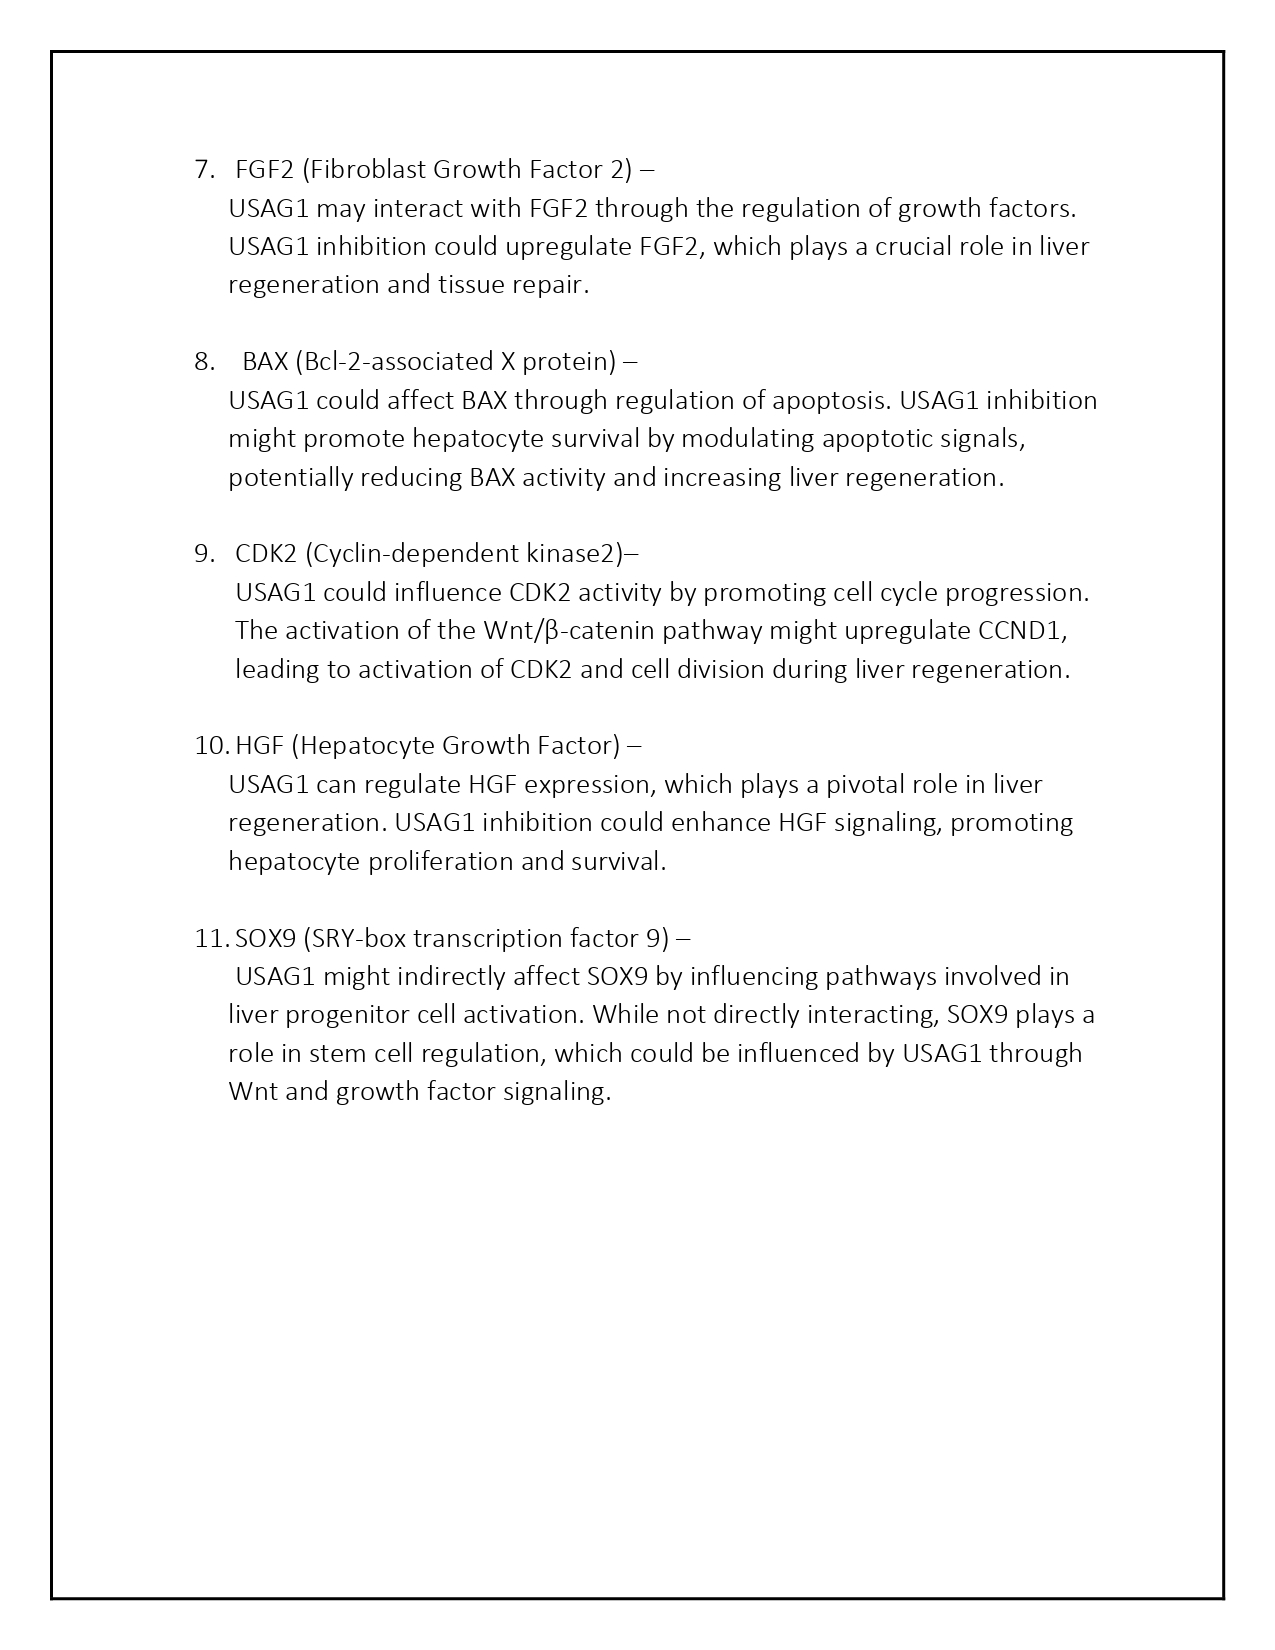 7. FGF2 (Fibroblast Growth Factor 2) –
USAG1 may interact with FGF2 through the regulation of growth factors.
USAG1 inhibition could upregulate FGF2, which plays a crucial role in liver
regeneration and tissue repair.
8. BAX (Bcl-2-associated X protein) –
USAG1 could affect BAX through regulation of apoptosis. USAG1 inhibition
might promote hepatocyte survival by modulating apoptotic signals,
potentially reducing BAX activity and increasing liver regeneration.
9. CDK2 (Cyclin-dependent kinase2)–
USAG1 could influence CDK2 activity by promoting cell cycle progression.
The activation of the Wnt/β-catenin pathway might upregulate CCND1,
leading to activation of CDK2 and cell division during liver regeneration.
10. HGF (Hepatocyte Growth Factor) –
USAG1 can regulate HGF expression, which plays a pivotal role in liver
regeneration. USAG1 inhibition could enhance HGF signaling, promoting
hepatocyte proliferation and survival.
11. SOX9 (SRY-box transcription factor 9) –
USAG1 might indirectly affect SOX9 by influencing pathways involved in
liver progenitor cell activation. While not directly interacting, SOX9 plays a
role in stem cell regulation, which could be influenced by USAG1 through
Wnt and growth factor signaling.